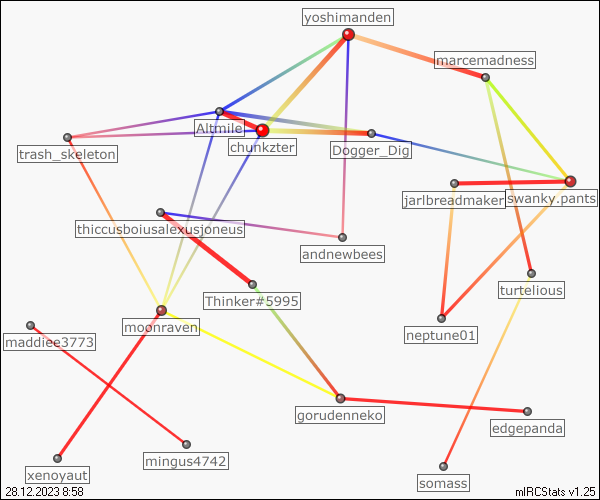 yoshimanden
marcemadness
Altmile
chunkzter
Dogger_Dig
trash_skeleton
jarlbreadmaker
swanky.pants
thiccusboiusalexusjoneus
andnewbees
turtelious
Thinker#5995
moonraven
neptune01
maddiee3773
gorudenneko
edgepanda
mingus4742
xenoyaut
somass
28.12.2023 8:58
mIRCStats v1.25